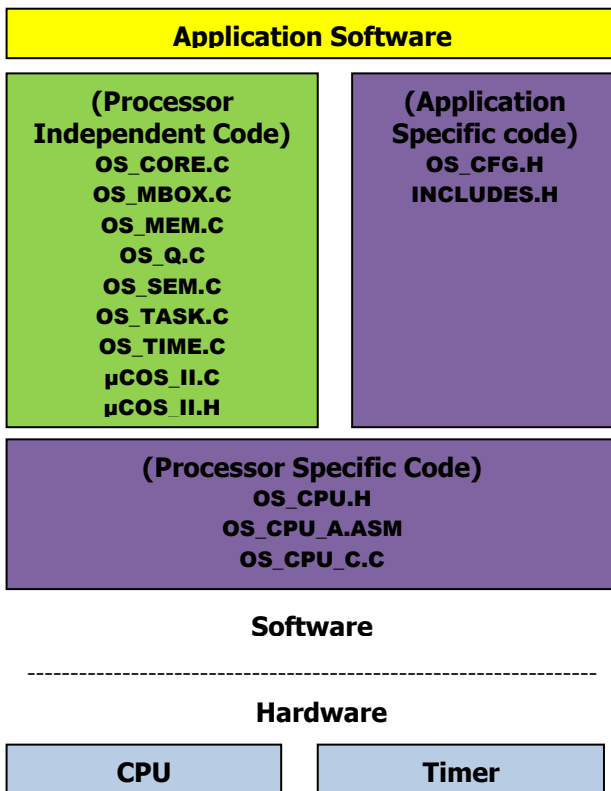 Application Software
(Processor
Independent Code)
OS_CORE.C
OS_MBOX.C
OS_MEM.C
OS_Q.C
OS_SEM.C
OS_TASK.C
OS_TIME.C
µCOS_II.C
µCOS_II.H
(Application
Specific code)
OS_CFG.H
INCLUDES.H
(Processor Specific Code)
OS_CPU.H
OS_CPU_A.ASM
OS_CPU_C.C
Software
Hardware
CPU
Timer